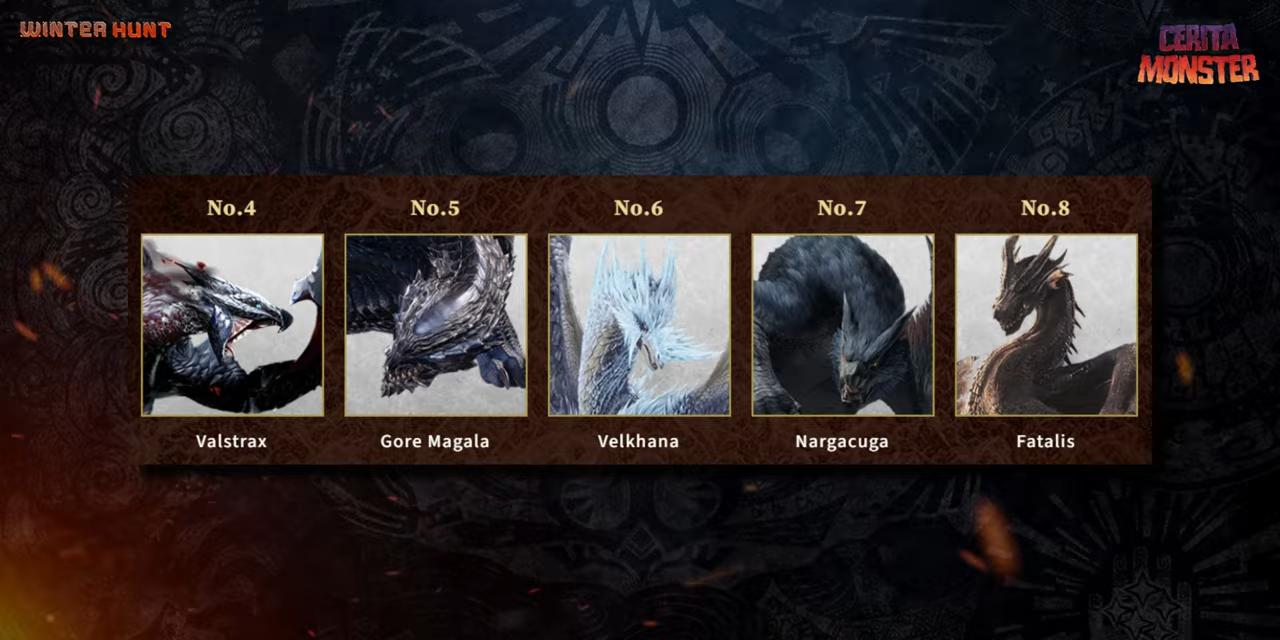 WINTER HUNT
CERITA
MONSTER
No.4
No.5
No.6
No.7
No.8
Valstrax
Gore Magala
Velkhana
Nargacuga
Fatalis